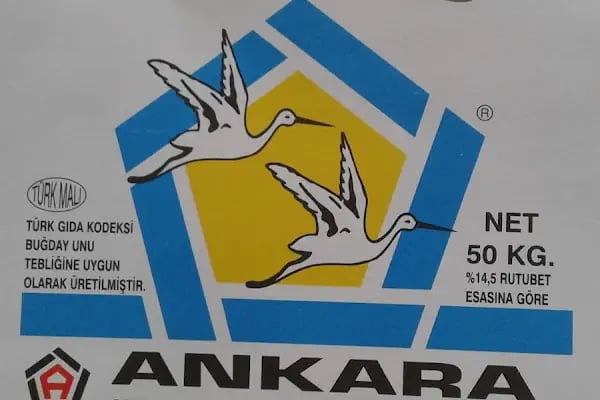 ®
TÜRK MALI
TÜRK GIDA KODEKSİ
BUĞDAY UNU
TEBLİĞİNE UYGUN
OLARAK ÜRETİLMİŞTİR.
NET
50 KG.
%14,5 RUTUBET
ESASINA GÖRE
A
ANKARA